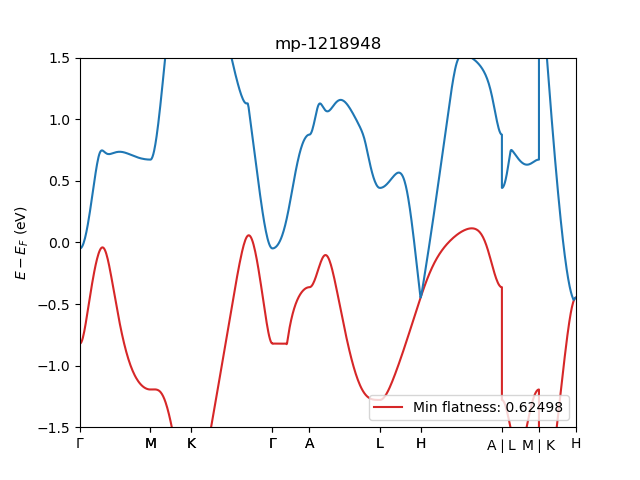 mp-1218948
E − E_F (eV)
1.5
1.0
0.5
0.0
−0.5
−1.0
−1.5
Min flatness: 0.62498
Γ M K Γ A L H A | L M | K H